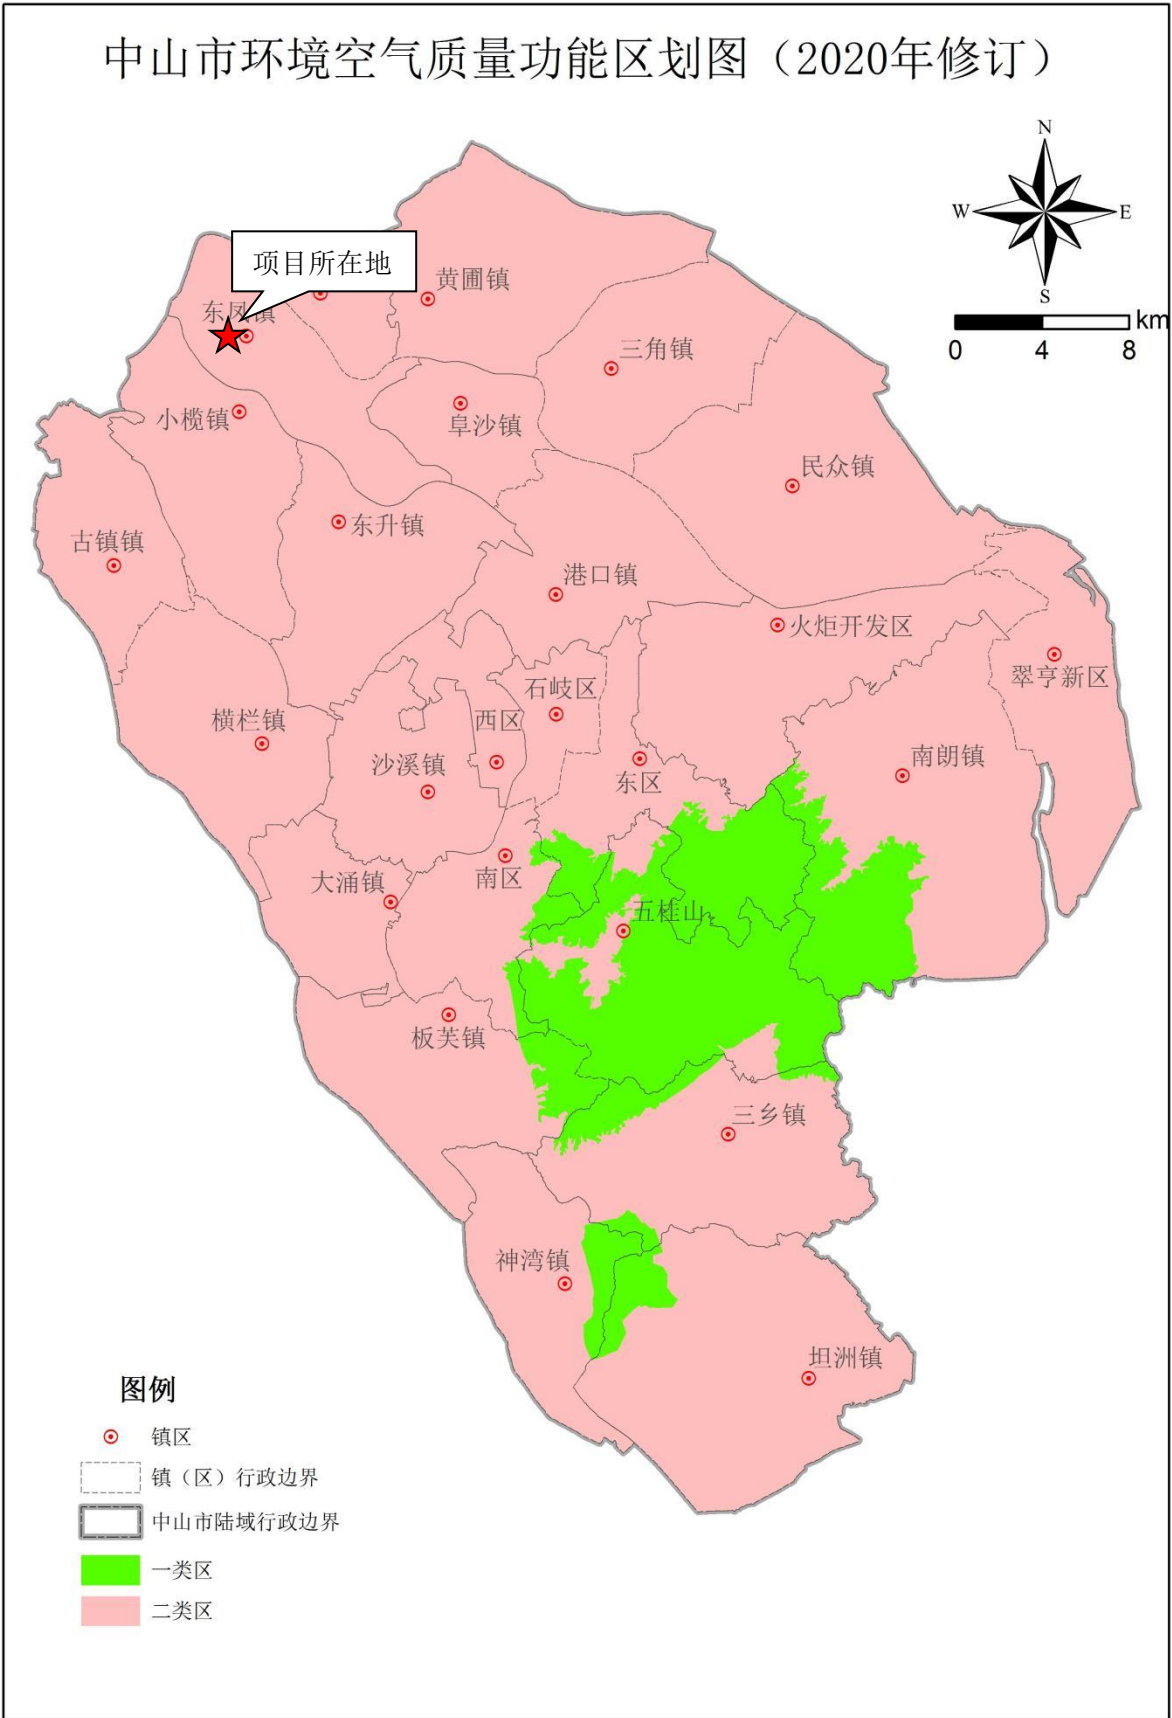 中山市环境空气质量功能区划图（2020年修订）
N
W
E
S
km
0
4
8
项目所在地
黄圃镇
东凤镇
三角镇
小榄镇
阜沙镇
民众镇
东升镇
古镇镇
港口镇
火炬开发区
翠亨新区
石岐区
横栏镇
西区
沙溪镇
东区
南朗镇
南区
大涌镇
五桂山
板芙镇
三乡镇
神湾镇
坦洲镇
图例
镇区
镇（区）行政边界
中山市陆域行政边界
一类区
二类区